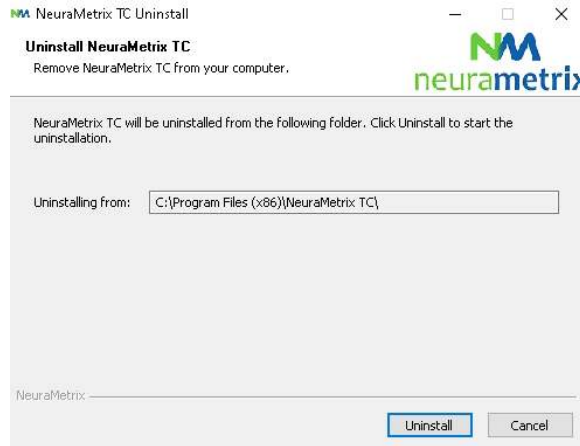 NM NeuraMetrix TC Uninstall
Uninstall NeuraMetrix TC
Remove NeuraMetrix TC from your computer.
NM
neurametrix
NeuraMetrix TC will be uninstalled from the following folder. Click Uninstall to start the
uninstallation.
Uninstalling from: C:\Program Files (x86)\NeuraMetrix TC\
NeuraMetrix
Uninstall Cancel